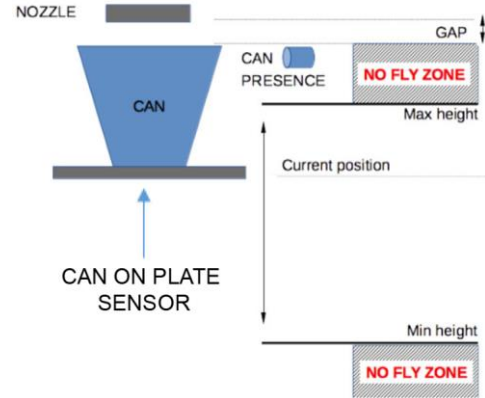 NOZZLE
GAP
CAN
PRESENCE
NO FLY ZONE
CAN
Max height
Current position
CAN ON PLATE
SENSOR
Min height
NO FLY ZONE